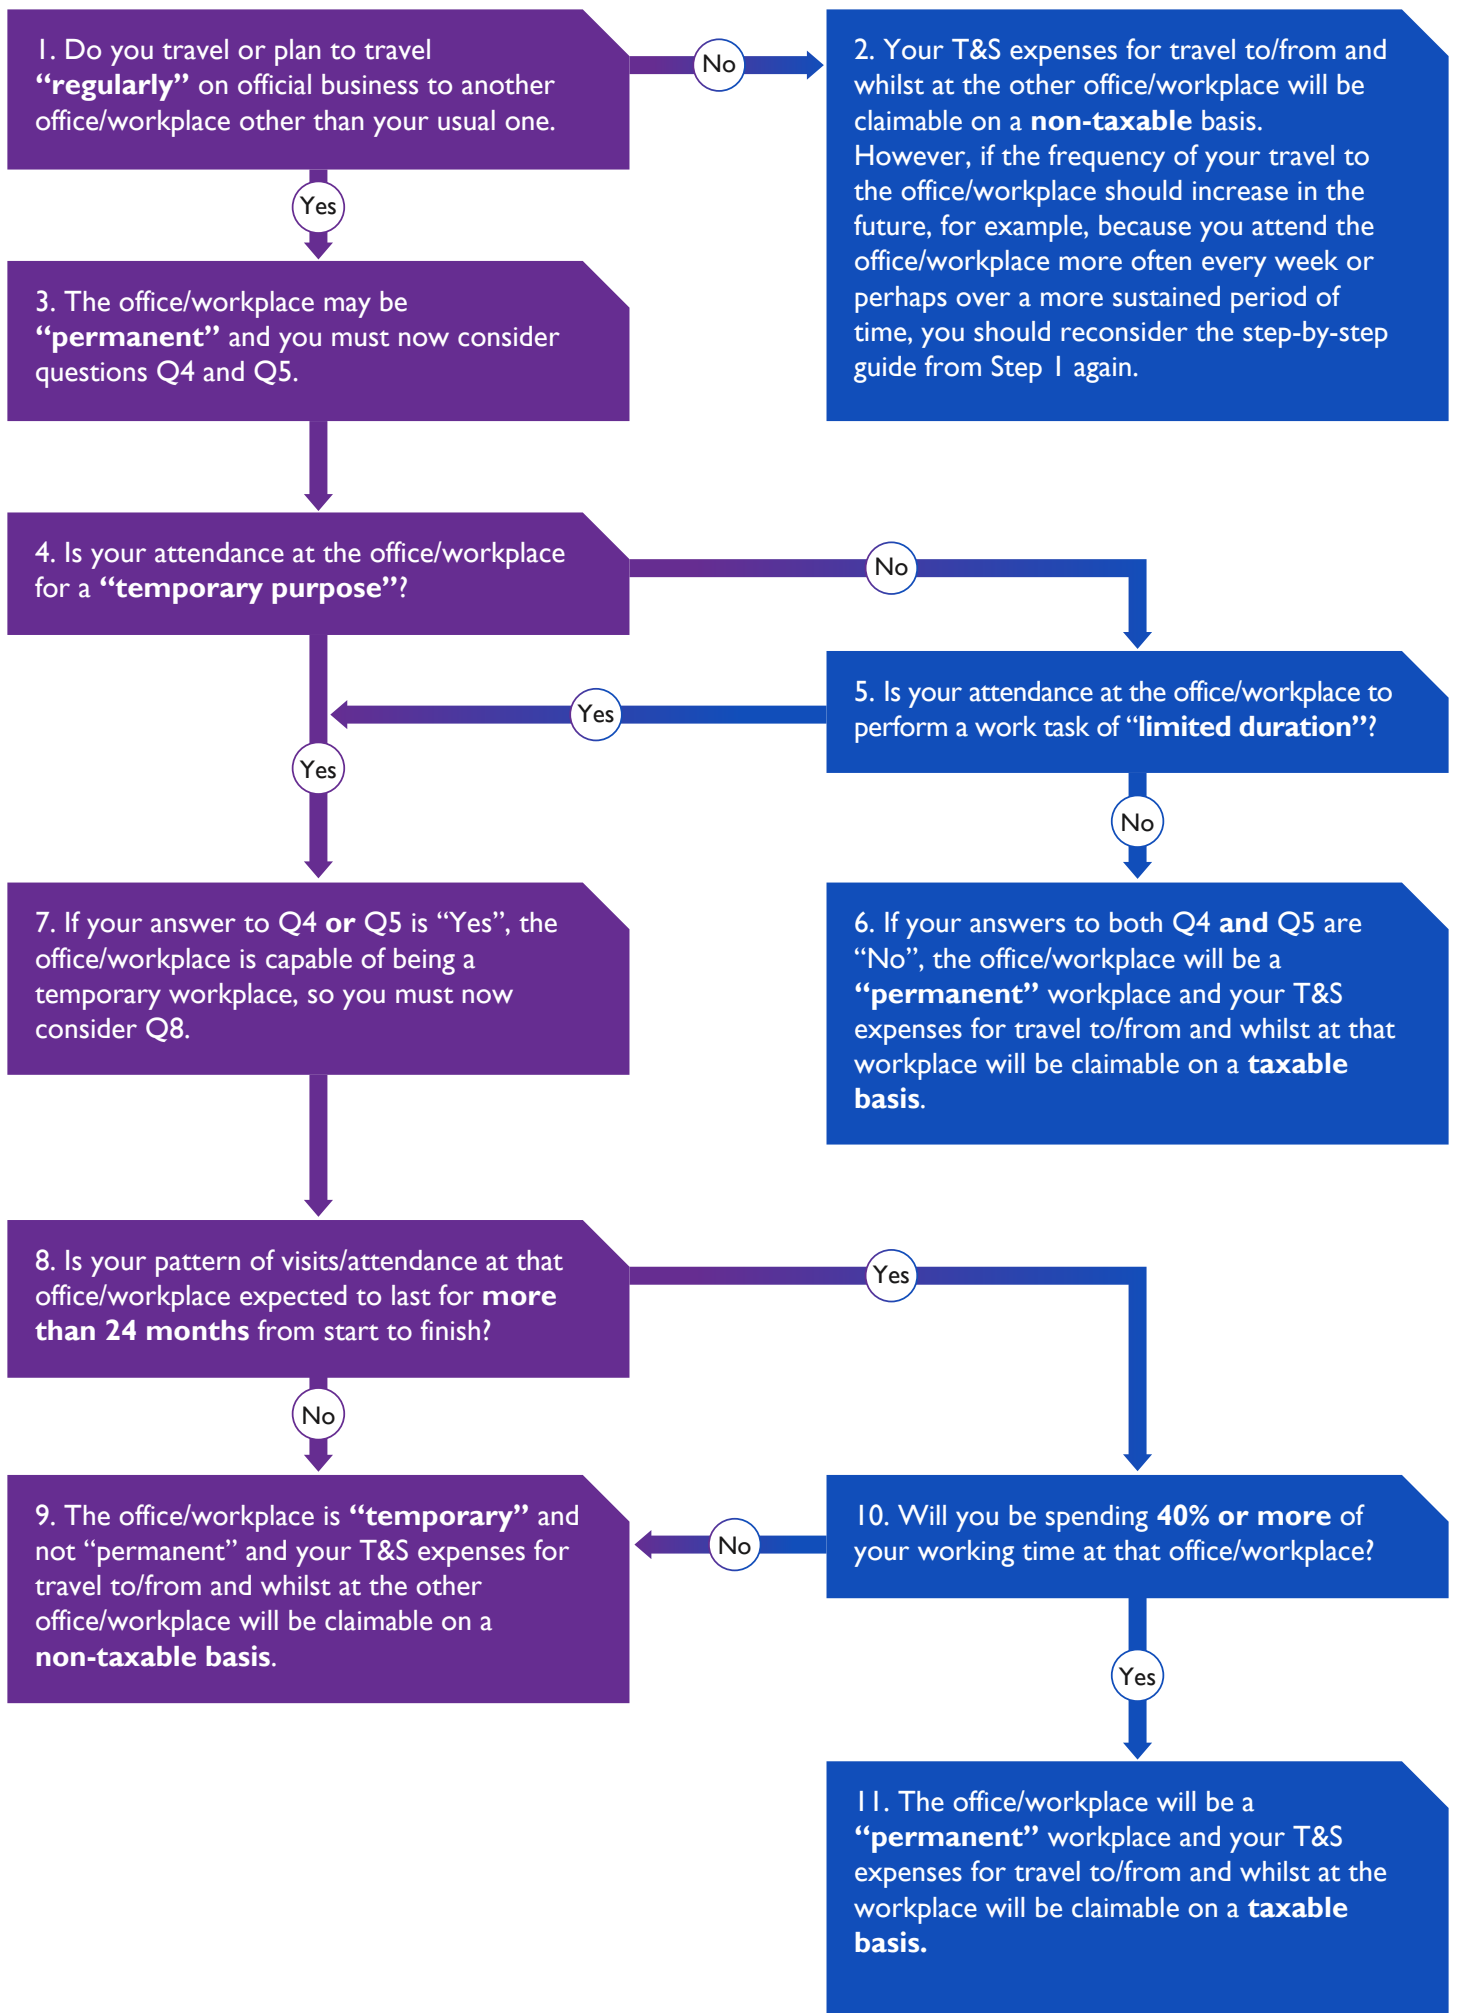 1. Do you travel or plan to travel
“regularly” on official business to another
office/workplace other than your usual one.
No
2. Your T&S expenses for travel to/from and
whilst at the other office/workplace will be
claimable on a non-taxable basis.
However, if the frequency of your travel to
the office/workplace should increase in the
future, for example, because you attend the
office/workplace more often every week or
perhaps over a more sustained period of
time, you should reconsider the step-by-step
guide from Step 1 again.
Yes
3. The office/workplace may be
“permanent” and you must now consider
questions Q4 and Q5.
4. Is your attendance at the office/workplace
for a “temporary purpose”?
No
5. Is your attendance at the office/workplace to
perform a work task of “limited duration”?
Yes
Yes
No
7. If your answer to Q4 or Q5 is “Yes”, the
office/workplace is capable of being a
temporary workplace, so you must now
consider Q8.
6. If your answers to both Q4 and Q5 are
“No”, the office/workplace will be a
“permanent” workplace and your T&S
expenses for travel to/from and whilst at that
workplace will be claimable on a taxable
basis.
8. Is your pattern of visits/attendance at that
office/workplace expected to last for more
than 24 months from start to finish?
Yes
No
9. The office/workplace is “temporary” and
not “permanent” and your T&S expenses for
travel to/from and whilst at the other
office/workplace will be claimable on a
non-taxable basis.
No
10. Will you be spending 40% or more of
your working time at that office/workplace?
Yes
11. The office/workplace will be a
“permanent” workplace and your T&S
expenses for travel to/from and whilst at the
workplace will be claimable on a taxable
basis.